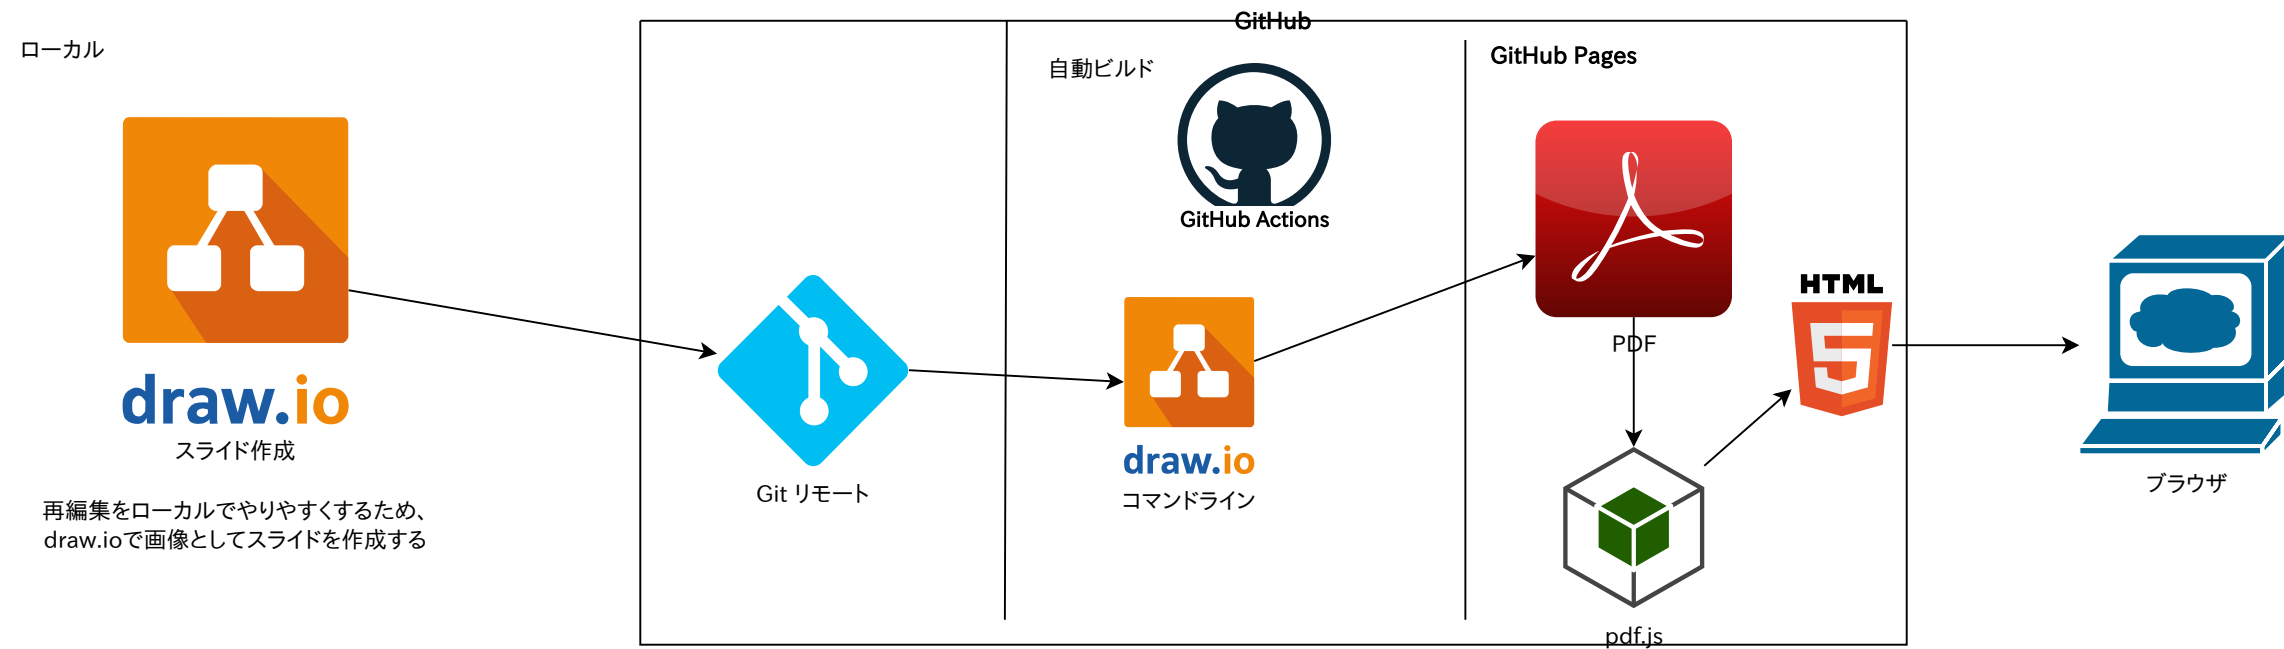 ローカル
draw.io
スライド作成
再編集をローカルでやりやすくするため、
draw.ioで画像としてスライドを作成する
GitHub
Git リモート
自動ビルド
GitHub Actions
draw.io
コマンドライン
GitHub Pages
PDF
pdf.js
HTML
5
ブラウザ